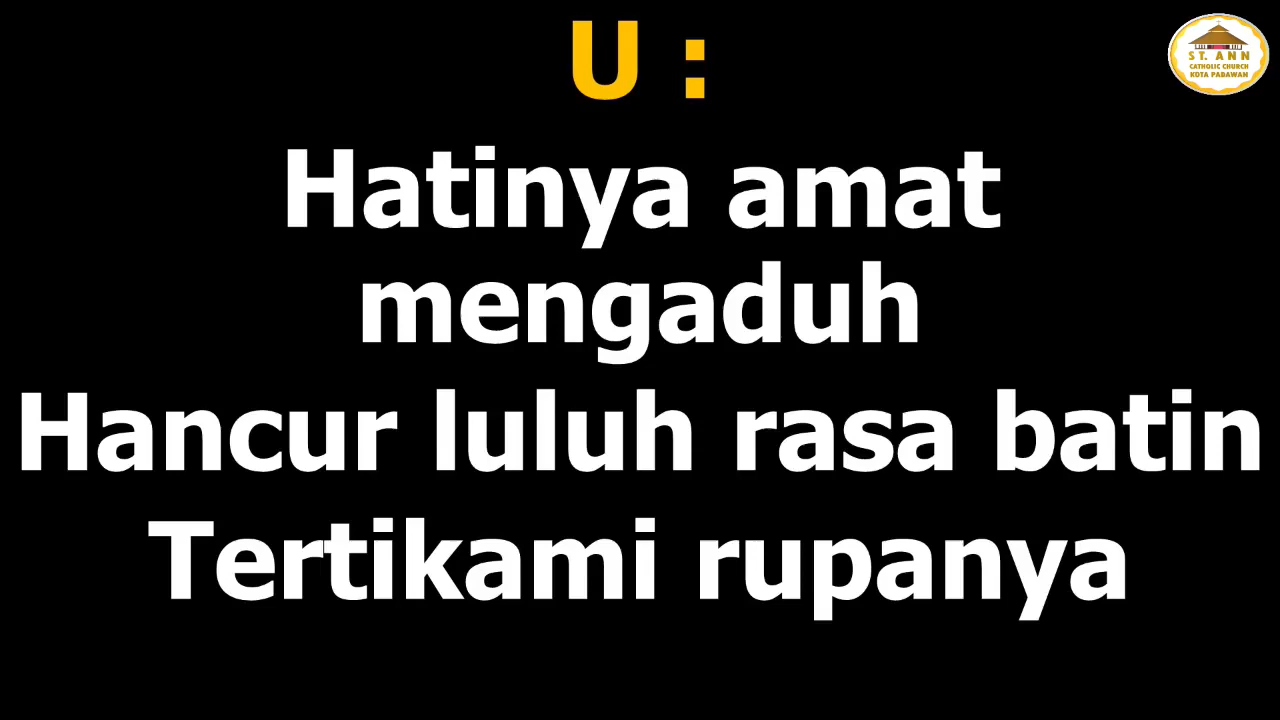 U :
ST. ANN
CATHOLIC CHURCH
KOTA PADAWAN
Hatinya amat
mengaduh
Hancur luluh rasa batin
Tertikami rupanya